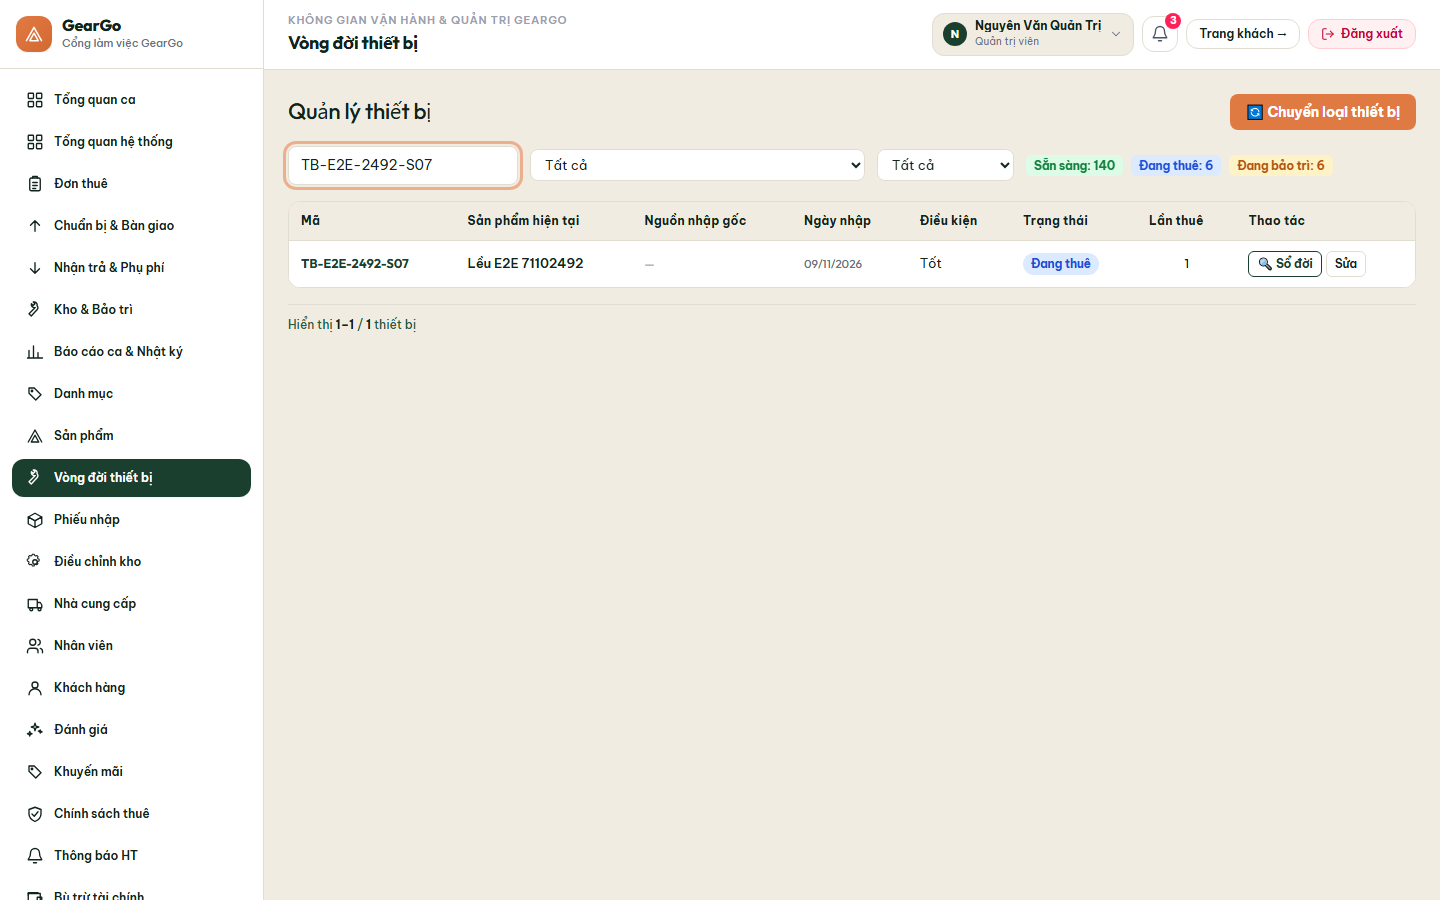 GearGo
Cổng làm việc GearGo
KHÔNG GIAN VẬN HÀNH & QUẢN TRỊ GEARGO
Vòng đời thiết bị
N
Nguyễn Văn Quản Trị
Quản trị viên
3
Trang khách →
Đăng xuất
Tổng quan ca
Tổng quan hệ thống
Đơn thuê
Chuẩn bị & Bàn giao
Nhận trả & Phụ phí
Kho & Bảo trì
Báo cáo ca & Nhật ký
Danh mục
Sản phẩm
Vòng đời thiết bị
Phiếu nhập
Điều chỉnh kho
Nhà cung cấp
Nhân viên
Khách hàng
Đánh giá
Khuyến mãi
Chính sách thuê
Thông báo HT
Bù trừ tài chính
Quản lý thiết bị
Chuyển loại thiết bị
TB-E2E-2492-S07
Tất cả
Tất cả
Sẵn sàng: 140
Đang thuê: 6
Đang bảo trì: 6
Mã Sản phẩm hiện tại Nguồn nhập gốc Ngày nhập Điều kiện Trạng thái Lần thuê Thao tác
TB-E2E-2492-S07 Lều E2E 71102492 — 09/11/2026 Tốt Đang thuê 1 Sổ đời Sửa
Hiển thị 1–1 / 1 thiết bị